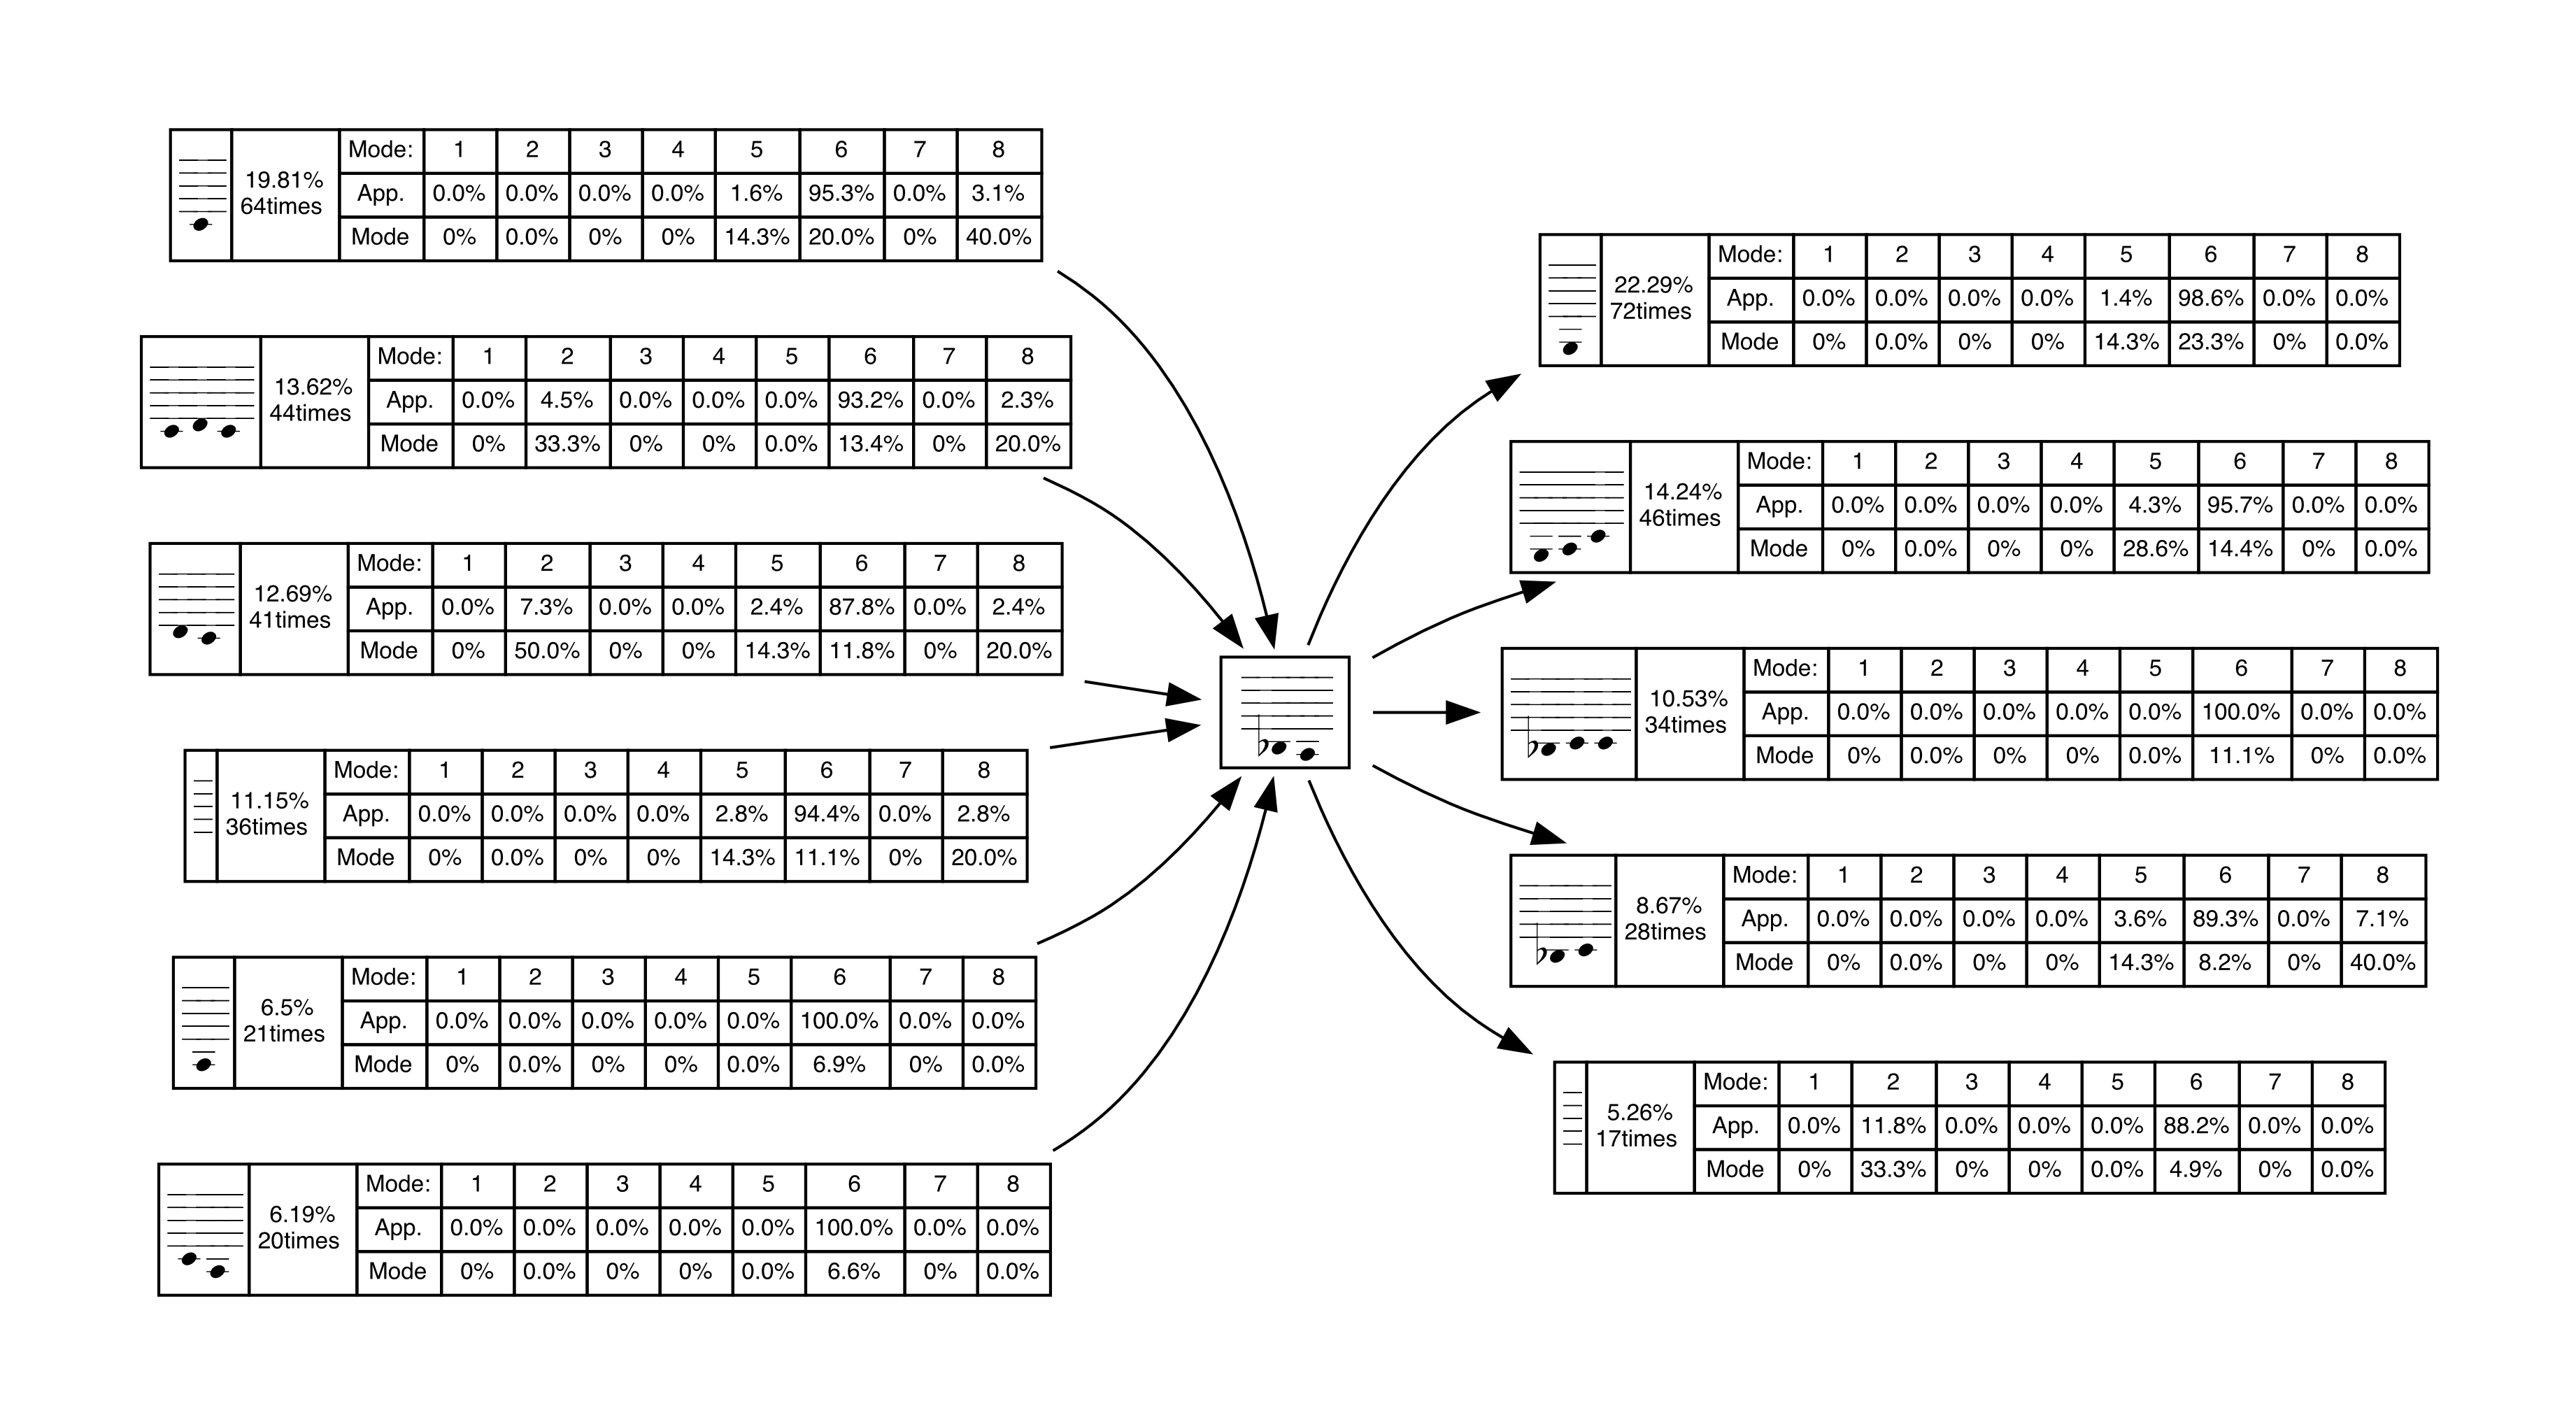 19.81%
64times
Mode: 1 2 3 4 5 6 7 8
App. 0.0% 0.0% 0.0% 0.0% 1.6% 95.3% 0.0% 3.1%
Mode 0% 0.0% 0% 0% 14.3% 20.0% 0% 40.0%
13.62%
44times
Mode: 1 2 3 4 5 6 7 8
App. 0.0% 4.5% 0.0% 0.0% 0.0% 93.2% 0.0% 2.3%
Mode 0% 33.3% 0% 0% 0.0% 13.4% 0% 20.0%
12.69%
41times
Mode: 1 2 3 4 5 6 7 8
App. 0.0% 7.3% 0.0% 0.0% 2.4% 87.8% 0.0% 2.4%
Mode 0% 50.0% 0% 0% 14.3% 11.8% 0% 20.0%
11.15%
36times
Mode: 1 2 3 4 5 6 7 8
App. 0.0% 0.0% 0.0% 0.0% 2.8% 94.4% 0.0% 2.8%
Mode 0% 0.0% 0% 0% 14.3% 11.1% 0% 20.0%
6.5%
21times
Mode: 1 2 3 4 5 6 7 8
App. 0.0% 0.0% 0.0% 0.0% 0.0% 100.0% 0.0% 0.0%
Mode 0% 0.0% 0% 0% 0.0% 6.9% 0% 0.0%
6.19%
20times
Mode: 1 2 3 4 5 6 7 8
App. 0.0% 0.0% 0.0% 0.0% 0.0% 100.0% 0.0% 0.0%
Mode 0% 0.0% 0% 0% 0.0% 6.6% 0% 0.0%
22.29%
72times
Mode: 1 2 3 4 5 6 7 8
App. 0.0% 0.0% 0.0% 0.0% 1.4% 98.6% 0.0% 0.0%
Mode 0% 0.0% 0% 0% 14.3% 23.3% 0% 0.0%
14.24%
46times
Mode: 1 2 3 4 5 6 7 8
App. 0.0% 0.0% 0.0% 0.0% 4.3% 95.7% 0.0% 0.0%
Mode 0% 0.0% 0% 0% 28.6% 14.4% 0% 0.0%
10.53%
34times
Mode: 1 2 3 4 5 6 7 8
App. 0.0% 0.0% 0.0% 0.0% 0.0% 100.0% 0.0% 0.0%
Mode 0% 0.0% 0% 0% 0.0% 11.1% 0% 0.0%
8.67%
28times
Mode: 1 2 3 4 5 6 7 8
App. 0.0% 0.0% 0.0% 0.0% 3.6% 89.3% 0.0% 7.1%
Mode 0% 0.0% 0% 0% 14.3% 8.2% 0% 40.0%
5.26%
17times
Mode: 1 2 3 4 5 6 7 8
App. 0.0% 11.8% 0.0% 0.0% 0.0% 88.2% 0.0% 0.0%
Mode 0% 33.3% 0% 0% 0.0% 4.9% 0% 0.0%